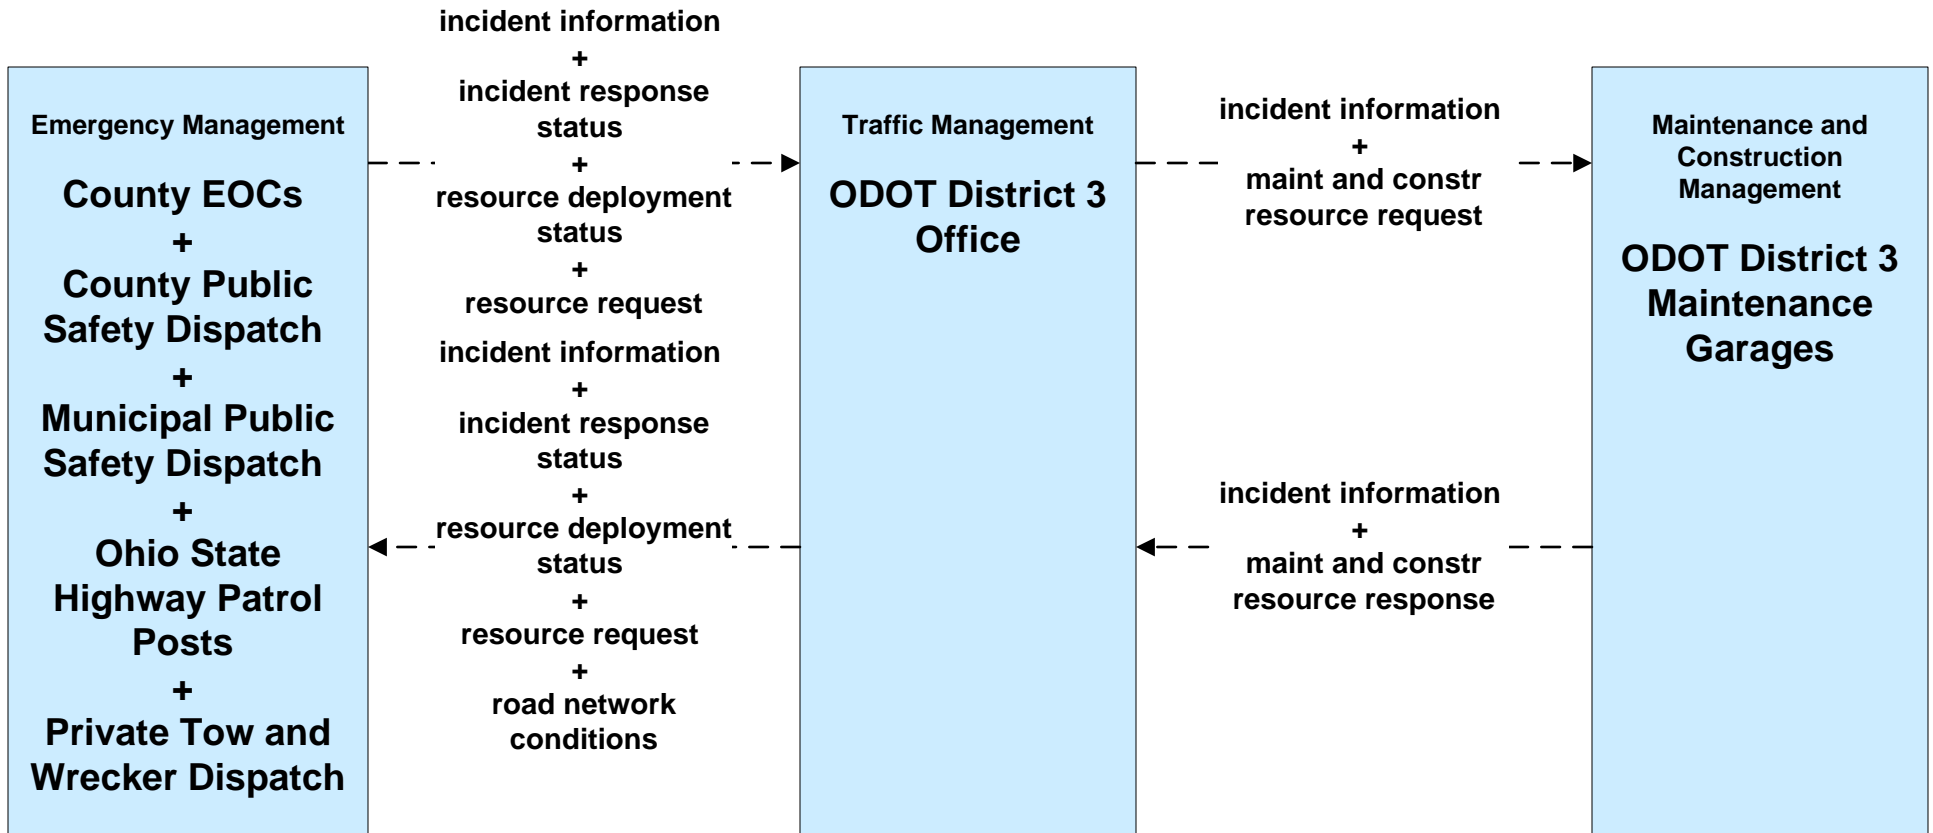 Emergency Management
County EOCs
+
County Public
Safety Dispatch
+
Municipal Public
Safety Dispatch
+
Ohio State
Highway Patrol
Posts
+
Private Tow and
Wrecker Dispatch
incident information
+
incident response
status
+
resource deployment
status
+
resource request
incident information
+
incident response
status
+
resource deployment
status
+
resource request
+
road network
conditions
Traffic Management
ODOT District 3
Office
incident information
+
maint and constr
resource request
incident information
+
maint and constr
resource response
Maintenance and
Construction
Management
ODOT District 3
Maintenance
Garages